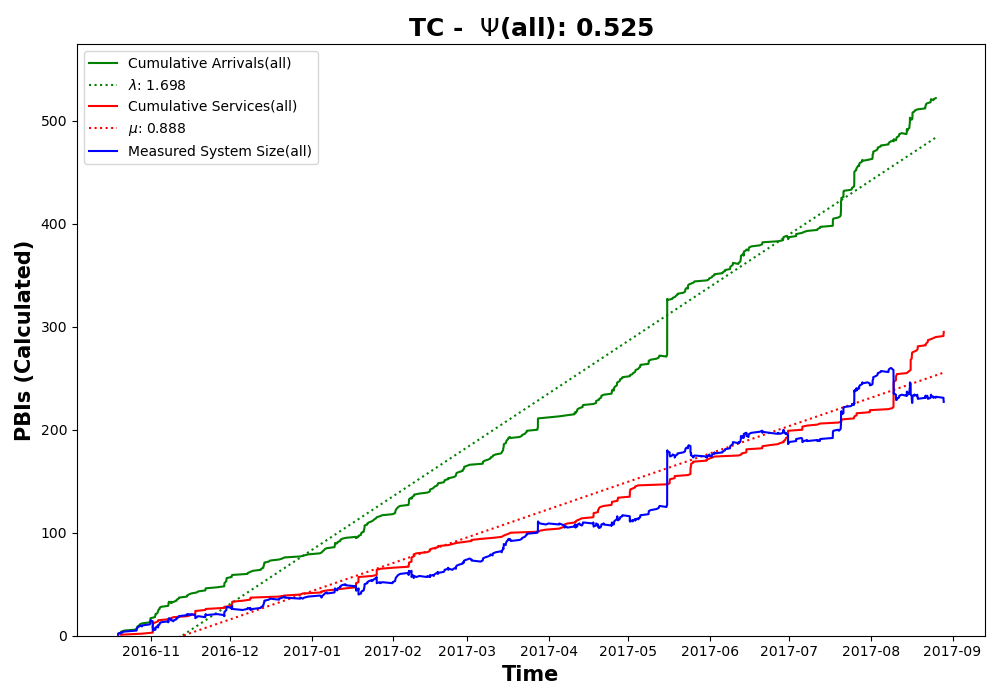 TC - Ψ(all): 0.525
Cumulative Arrivals(all)
λ: 1.698
Cumulative Services(all)
μ: 0.888
Measured System Size(all)
PBIs (Calculated)
500
400
300
200
100
0
2016-11 2016-12 2017-01 2017-02 2017-03 2017-04 2017-05 2017-06 2017-07 2017-08 2017-09
Time